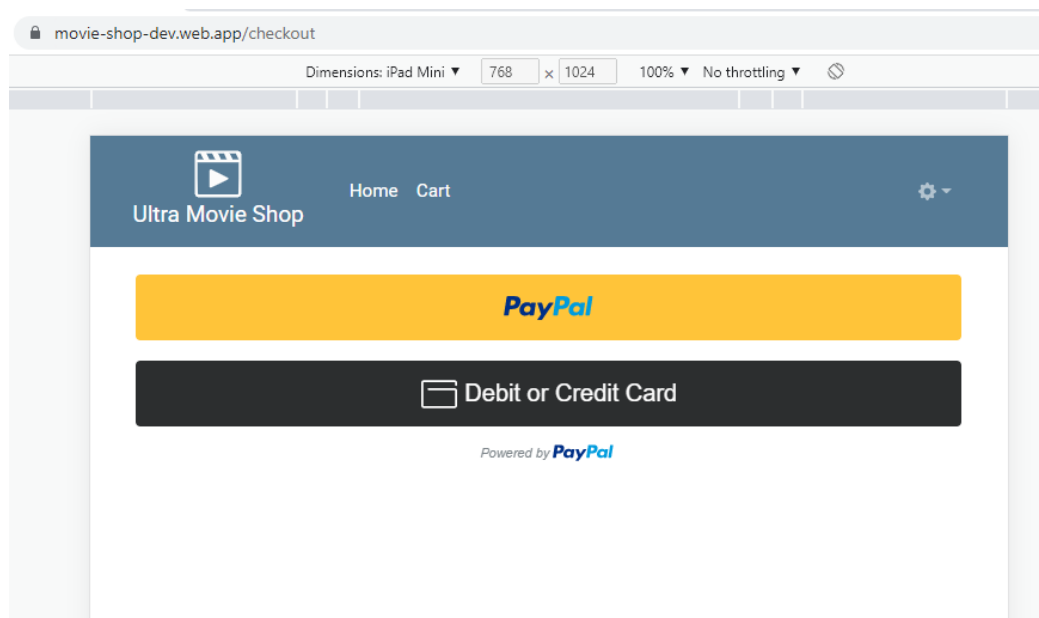 movie-shop-dev.web.app/checkout
Dimensions: iPad Mini ▼ 768 × 1024 100% ▼ No throttling ▼
Home Cart
Ultra Movie Shop
PayPal
Debit or Credit Card
Powered by PayPal